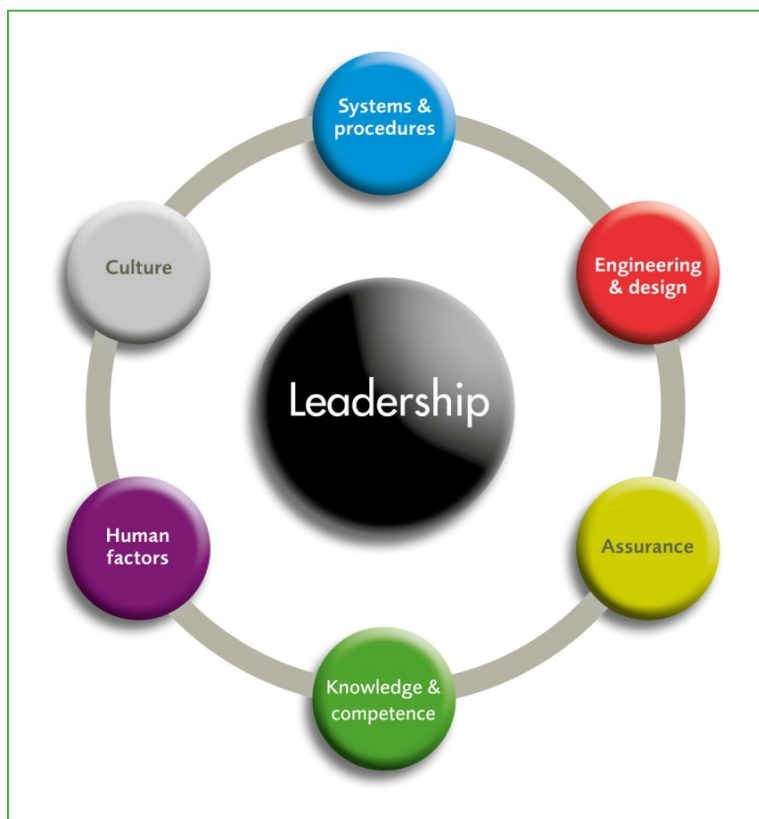 Systems &
procedures
Engineering
& design
Assurance
Knowledge &
competence
Human
factors
Culture
Leadership